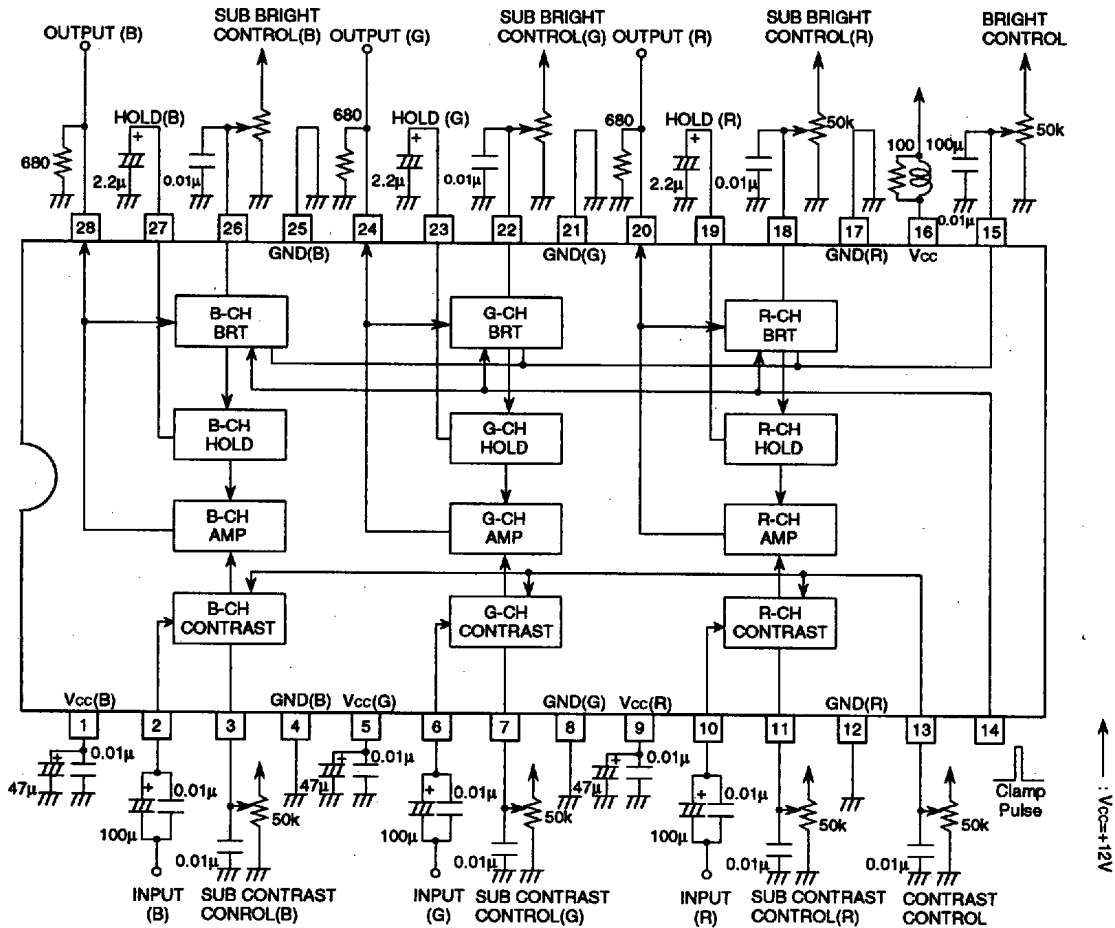 SUB BRIGHT
CONTROL(B)
SUB BRIGHT
CONTROL(G)
SUB BRIGHT
CONTROL(R)
BRIGHT
CONTROL
OUTPUT (B)
OUTPUT (G)
OUTPUT (R)
HOLD(B)
680
HOLD (G)
680
HOLD (R)
50k
100
100μ
50k
680
2.2μ
0.01μ
2.2μ
0.01μ
2.2μ
0.01μ
0.01μ
28
27
26
25
24
23
22
21
20
19
18
17
16
15
GND(B)
GND(G)
GND(R)
Vcc
B-CH
BRT
G-CH
BRT
R-CH
BRT
B-CH
HOLD
G-CH
HOLD
R-CH
HOLD
B-CH
AMP
G-CH
AMP
R-CH
AMP
B-CH
CONTRAST
G-CH
CONTRAST
R-CH
CONTRAST
Vcc(B)
GND(B)
Vcc(G)
GND(G)
Vcc(R)
GND(R)
1
2
3
4
5
6
7
8
9
10
11
12
13
14
0.01μ
0.01μ
0.01μ
47μ
47μ
47μ
0.01μ
0.01μ
0.01μ
Clamp
Pulse
100μ
50k
100μ
50k
100μ
50k
50k
0.01μ
0.01μ
0.01μ
0.01μ
INPUT
(B)
SUB CONTRAST
CONROL(B)
INPUT
(G)
SUB CONTRAST
CONTROL(G)
INPUT
(R)
SUB CONTRAST
CONTROL(R)
CONTRAST
CONTROL
: Vcc=+12V